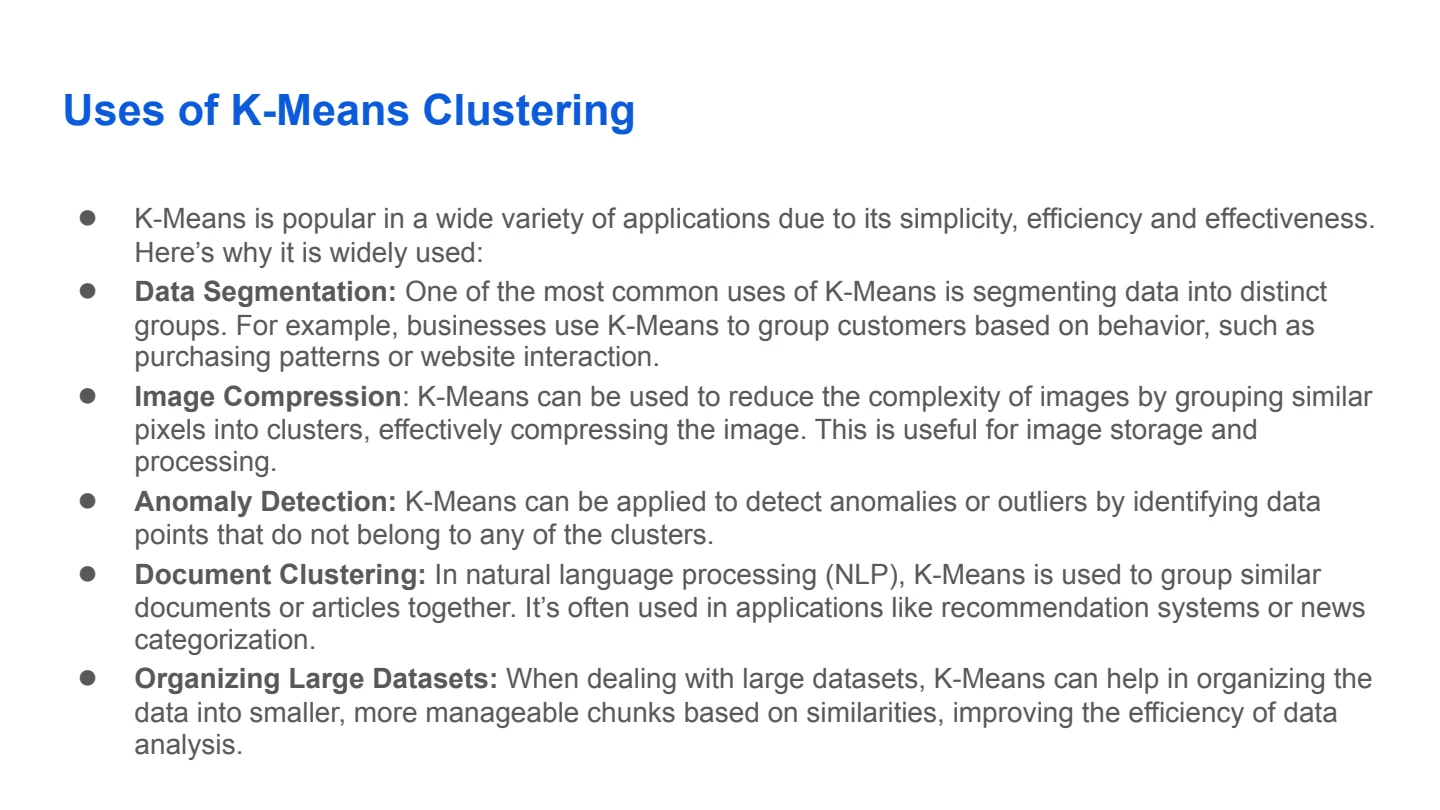 Uses of K-Means Clustering
● K-Means is popular in a wide variety of applications due to its simplicity, efficiency and effectiveness.
Here’s why it is widely used:
● Data Segmentation: One of the most common uses of K-Means is segmenting data into distinct
groups. For example, businesses use K-Means to group customers based on behavior, such as
purchasing patterns or website interaction.
● Image Compression: K-Means can be used to reduce the complexity of images by grouping similar
pixels into clusters, effectively compressing the image. This is useful for image storage and
processing.
● Anomaly Detection: K-Means can be applied to detect anomalies or outliers by identifying data
points that do not belong to any of the clusters.
● Document Clustering: In natural language processing (NLP), K-Means is used to group similar
documents or articles together. It’s often used in applications like recommendation systems or news
categorization.
● Organizing Large Datasets: When dealing with large datasets, K-Means can help in organizing the
data into smaller, more manageable chunks based on similarities, improving the efficiency of data
analysis.